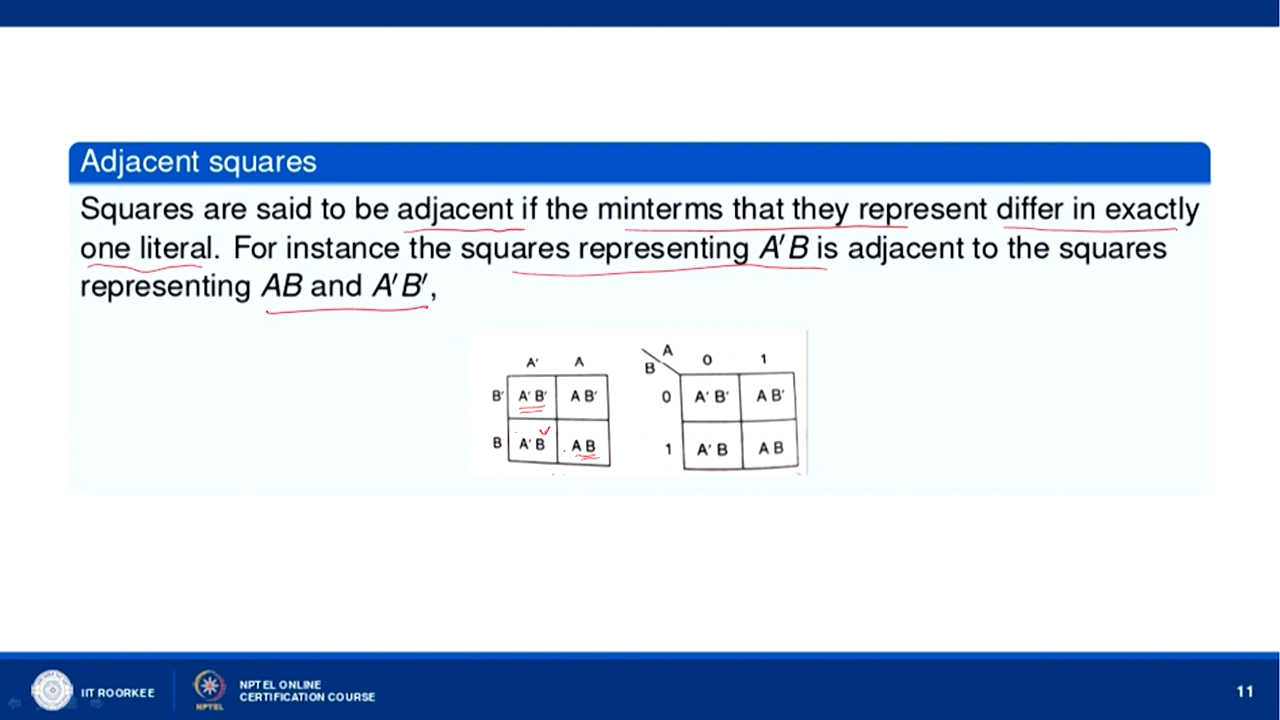 Adjacent squares
Squares are said to be adjacent if the minterms that they represent differ in exactly
one literal. For instance the squares representing A′B is adjacent to the squares
representing AB and A′B′,
A' A
B' A' B' A B'
B A' B A B
A
B
0 1
0 A' B' A B'
1 A' B A B
IIT ROORKEE
NPTEL
NPTEL ONLINE
CERTIFICATION COURSE
11